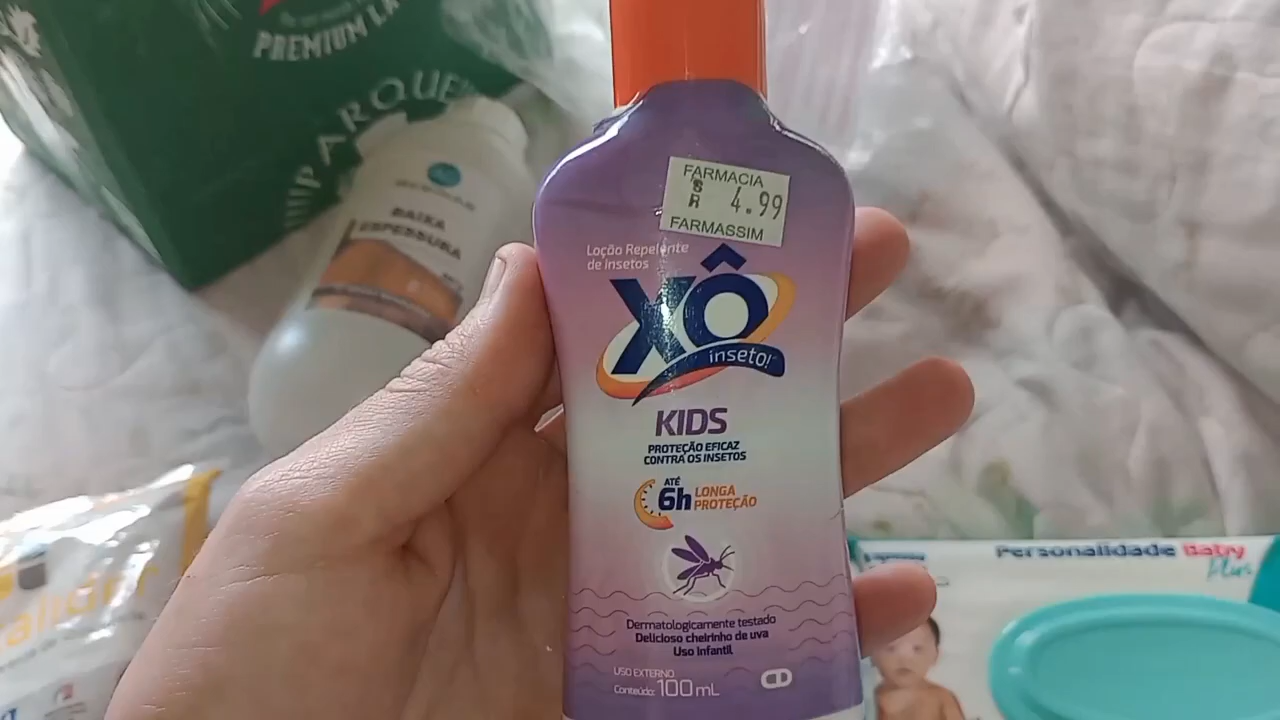 PREMIUM LA
PARQUE
BAIXA
ESPESSURA
FARMACIA
R$ 4.99
FARMASSIM
Loção Repelente
de insetos
XÔ
inseto!
KIDS
PROTEÇÃO EFICAZ
CONTRA OS INSETOS
ATÉ
6h LONGA
PROTEÇÃO
Dermatologicamente testado
Delicioso cheirinho de uva
Uso infantil
USO EXTERNO
Conteúdo: 100mL
Personalidade Baby
Plus